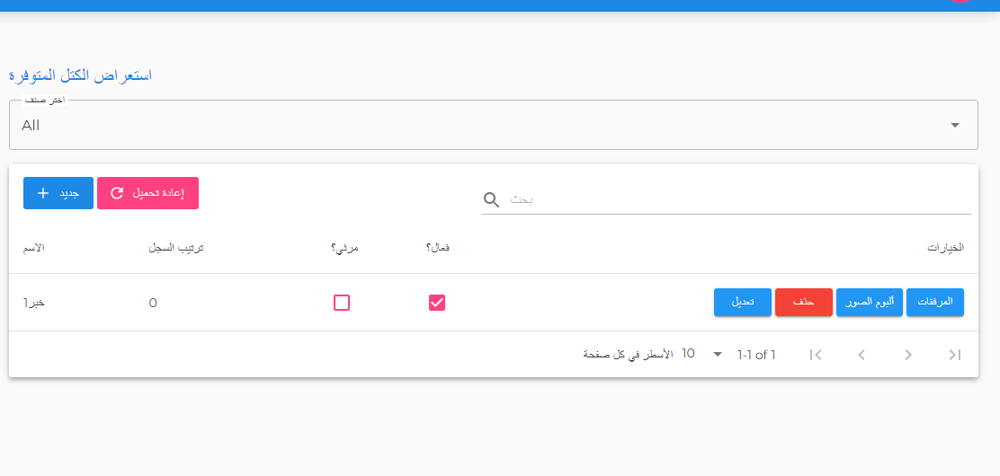 استعراض الكتل المتوفرة
اختر صنف
All
جديد إعادة تحميل بحث
الاسم ترتيب السجل مرئي؟ فعال؟ الخيارات
خبر1 0 تعديل حذف ألبوم الصور المرفقات
الأسطر في كل صفحة 10 1-1 of 1